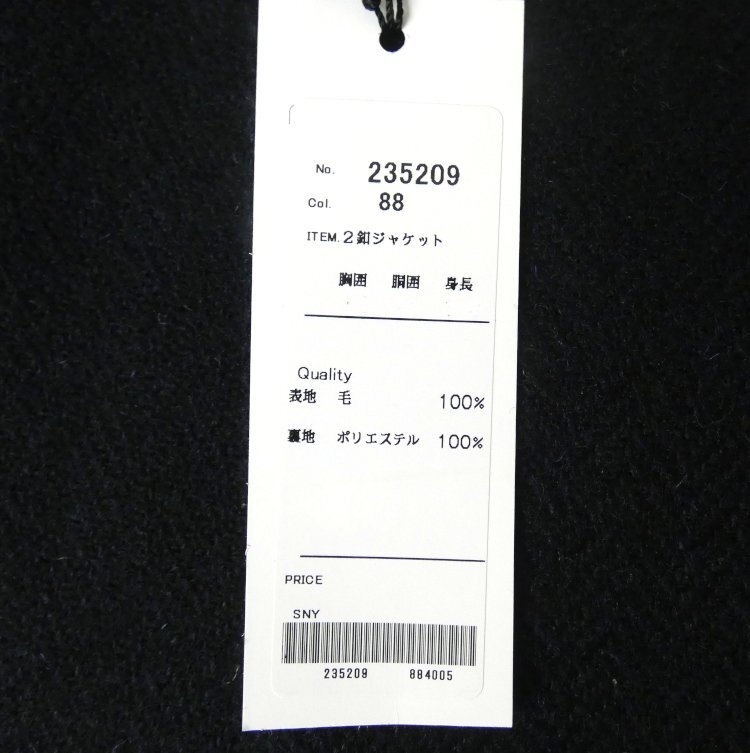 No. 235209
Col. 88
ITEM. 2釦ジャケット
胸囲 胴囲 身長
Quality
表地 毛 100%
裏地 ポリエステル 100%
PRICE
SNY
235209 884005